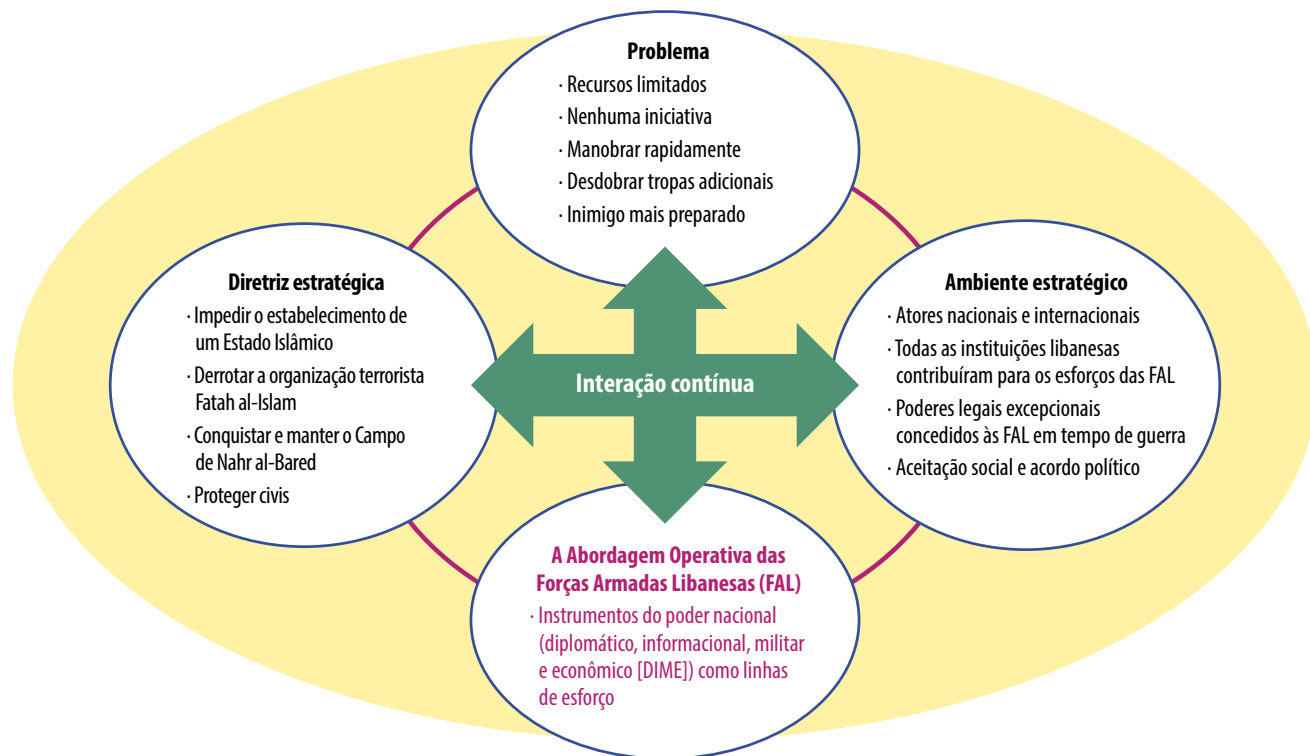 Problema
· Recursos limitados
· Nenhuma iniciativa
· Manobrar rapidamente
· Desdobrar tropas adicionais
· Inimigo mais preparado
Diretriz estratégica
· Impedir o estabelecimento de
um Estado Islâmico
· Derrotar a organização terrorista
Fatah al-Islam
· Conquistar e manter o Campo
de Nahr al-Bared
· Proteger civis
Interação contínua
Ambiente estratégico
· Atores nacionais e internacionais
· Todas as instituições libanesas
contribuíram para os esforços das FAL
· Poderes legais excepcionais
concedidos às FAL em tempo de guerra
· Aceitação social e acordo político
A Abordagem Operativa das
Forças Armadas Libanesas (FAL)
· Instrumentos do poder nacional
(diplomático, informacional, militar
e econômico [DIME]) como linhas
de esforço